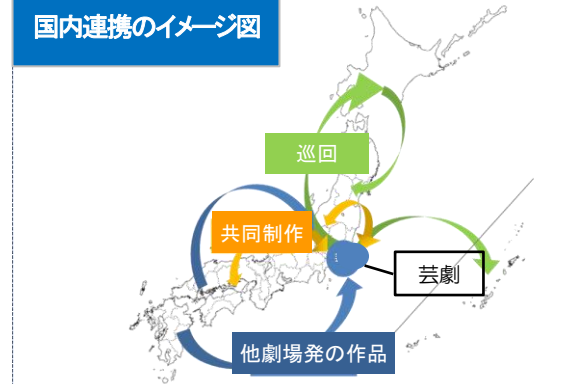 国内連携のイメージ図
巡回
共同制作
芸劇
他劇場発の作品